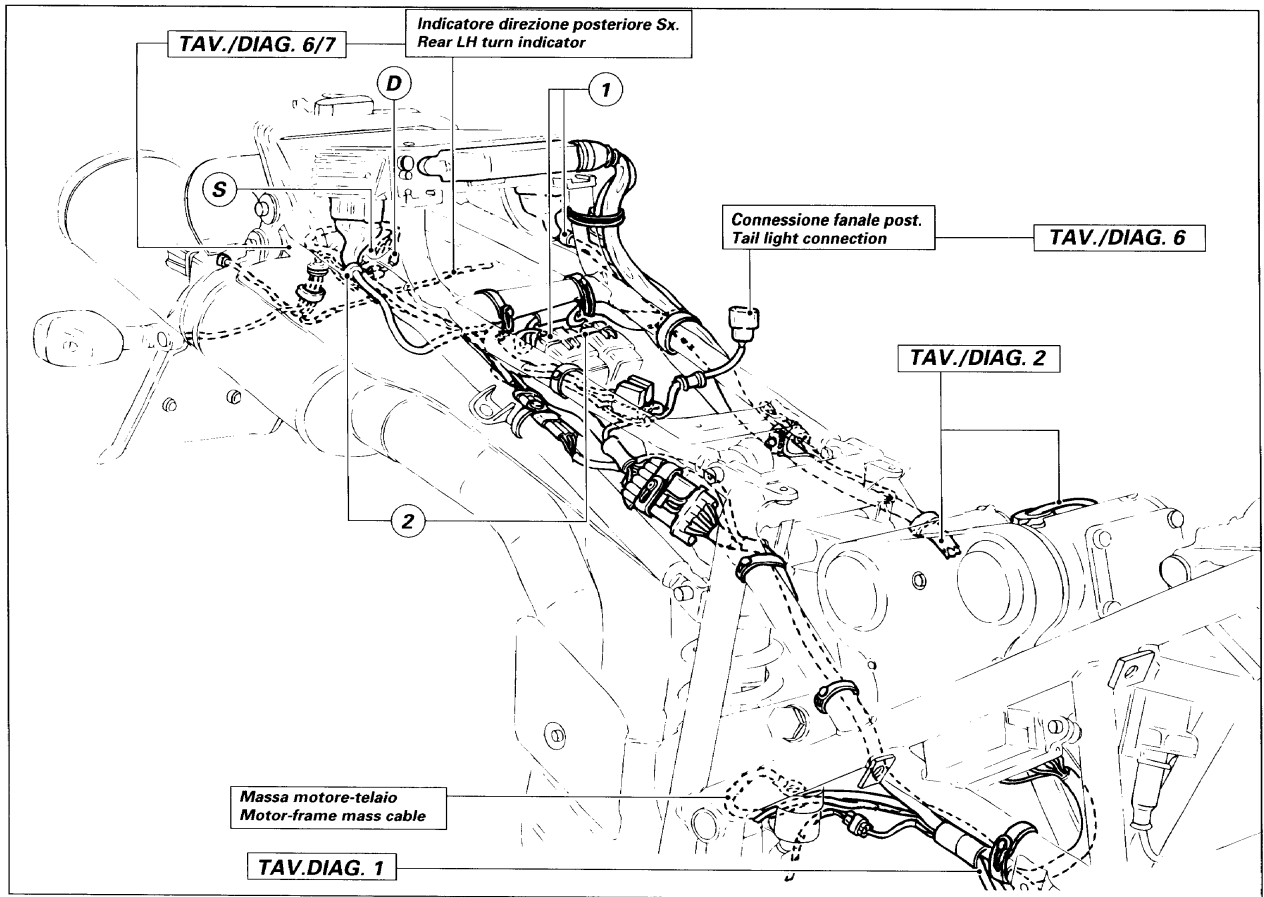 TAV./DIAG. 6/7
Indicatore direzione posteriore Sx.
Rear LH turn indicator
D
1
S
Connessione fanale post.
Tail light connection
TAV./DIAG. 6
TAV./DIAG. 2
2
Massa motore-telaio
Motor-frame mass cable
TAV.DIAG. 1